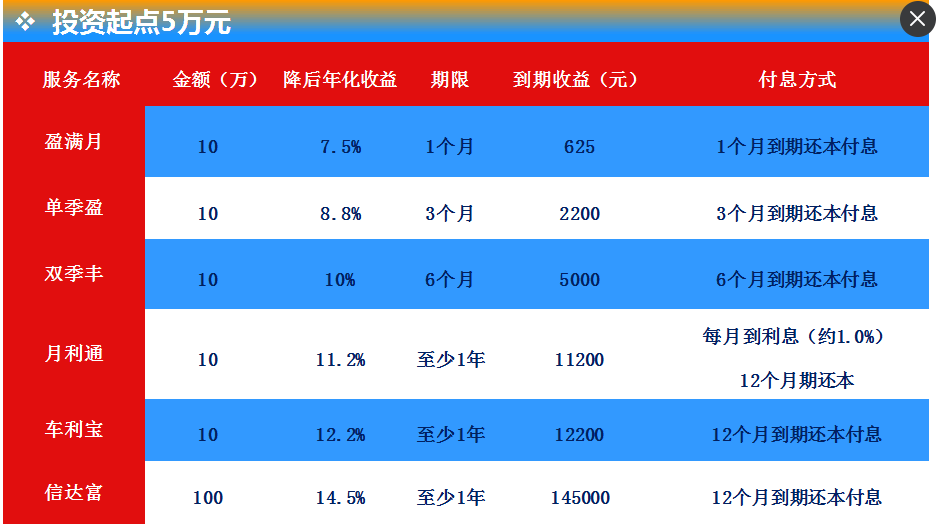 投资起点5万元
服务名称 金额（万） 降后年化收益 期限 到期收益（元） 付息方式
盈满月 10 7.5% 1个月 625 1个月到期还本付息
单季盈 10 8.8% 3个月 2200 3个月到期还本付息
双季丰 10 10% 6个月 5000 6个月到期还本付息
月利通 10 11.2% 至少1年 11200 每月到利息（约1.0%）
12个月期还本
车利宝 10 12.2% 至少1年 12200 12个月到期还本付息
信达富 100 14.5% 至少1年 145000 12个月到期还本付息